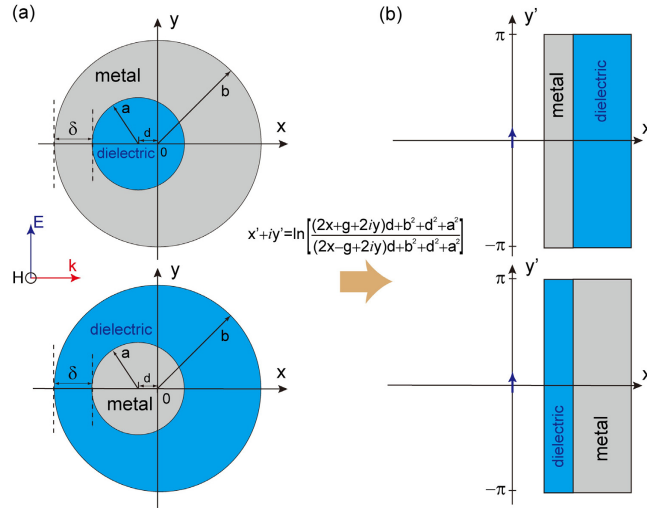 (a)
y
metal
a
b
d
x
δ
dielectric
0
E
H
k
y
dielectric
a
b
d
x
δ
metal
0
x'+iy'=ln[(2x+g+2iy)d+b²+d²+a²
(2x-g+2iy)d+b²+d²+a²]
(b)
y'
π
metal
dielectric
x
-π
y'
π
dielectric
metal
x
-π